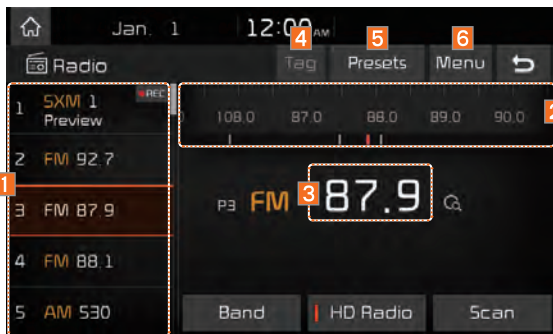 Jan. 1 12:00 AM
Radio 4 Tag 5 Presets 6 Menu
1 SXM 1 REC
Preview
2 FM 92.7
3 FM 87.9
4 FM 88.1
5 AM 530
1
2
0 108.0 87.0 88.0 89.0 90.0
P3 FM 3 87.9
Band HD Radio Scan